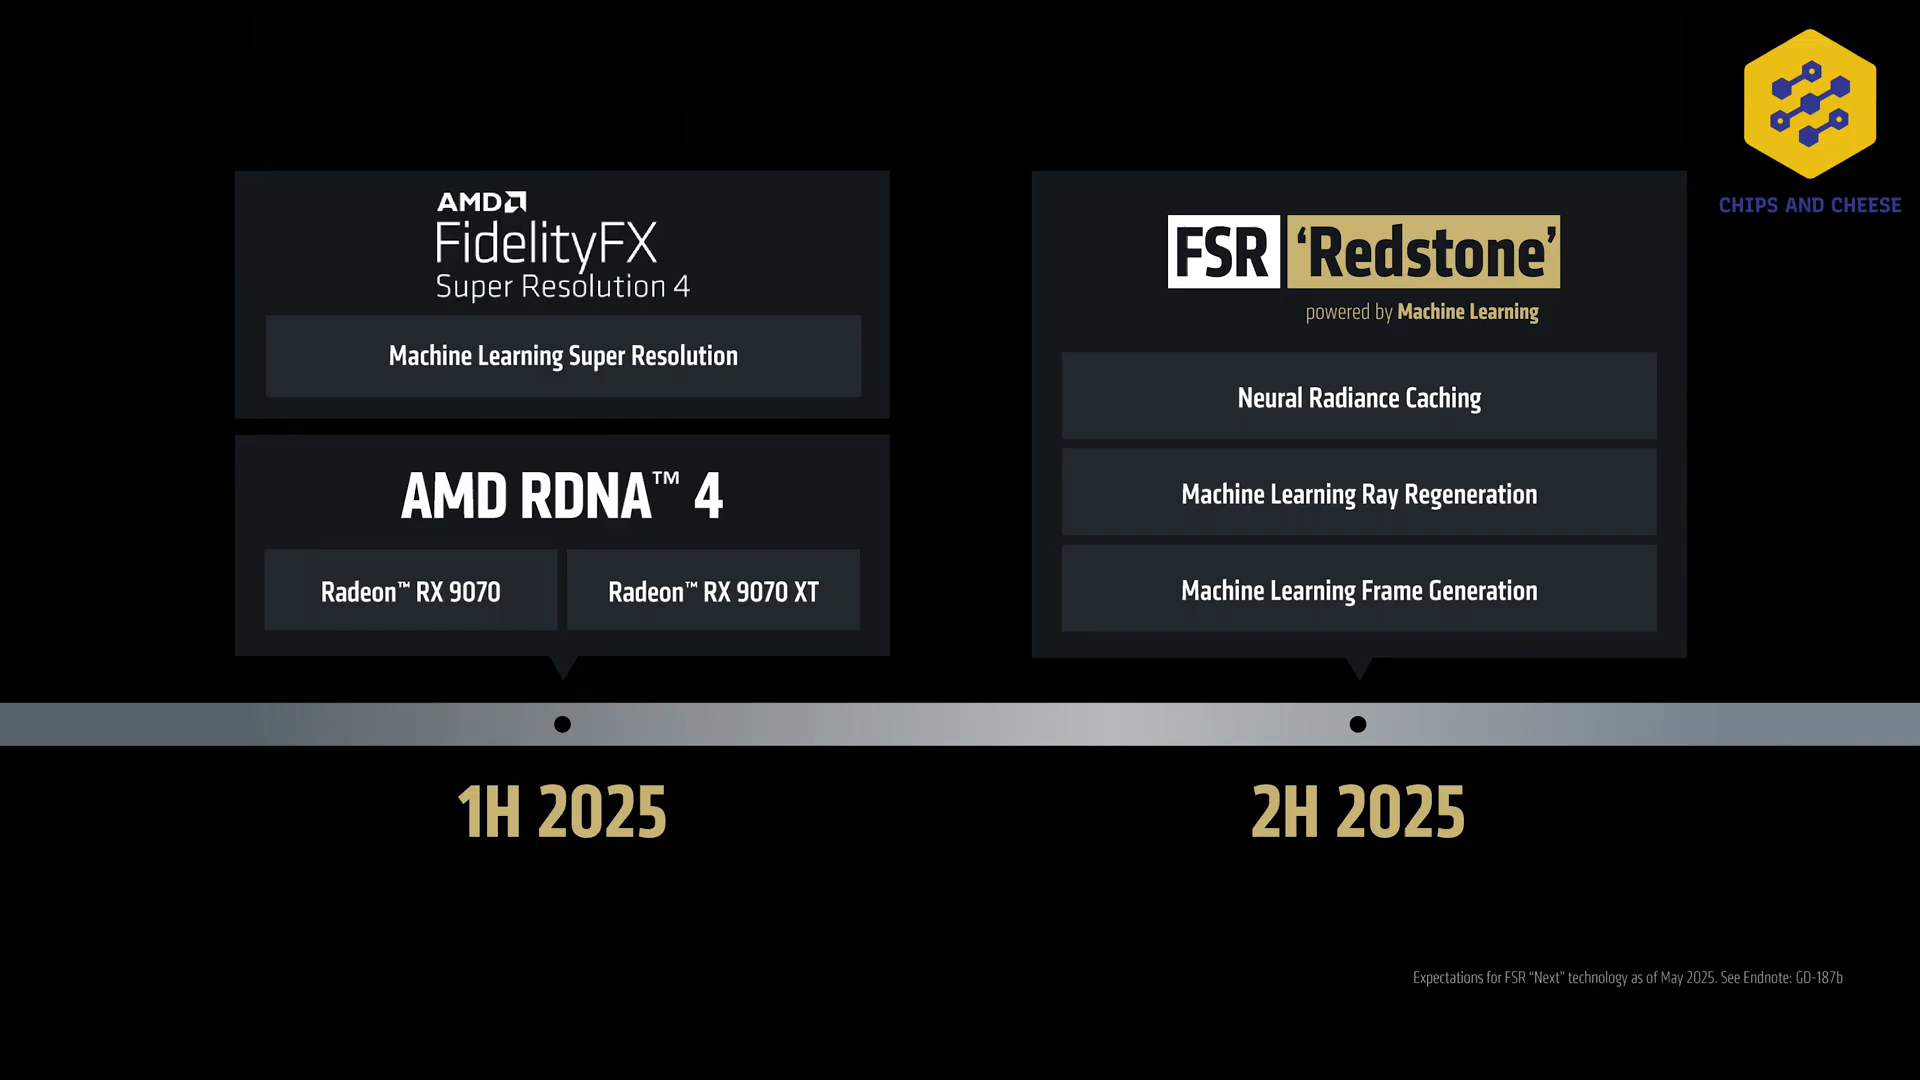 AMD
FidelityFX
Super Resolution 4
Machine Learning Super Resolution
AMD RDNA™ 4
Radeon™ RX 9070
Radeon™ RX 9070 XT
1H 2025
FSR ‘Redstone’
powered by Machine Learning
Neural Radiance Caching
Machine Learning Ray Regeneration
Machine Learning Frame Generation
2H 2025
CHIPS AND CHEESE
Expectations for FSR “Next” technology as of May 2025. See Endnote: GD-187b